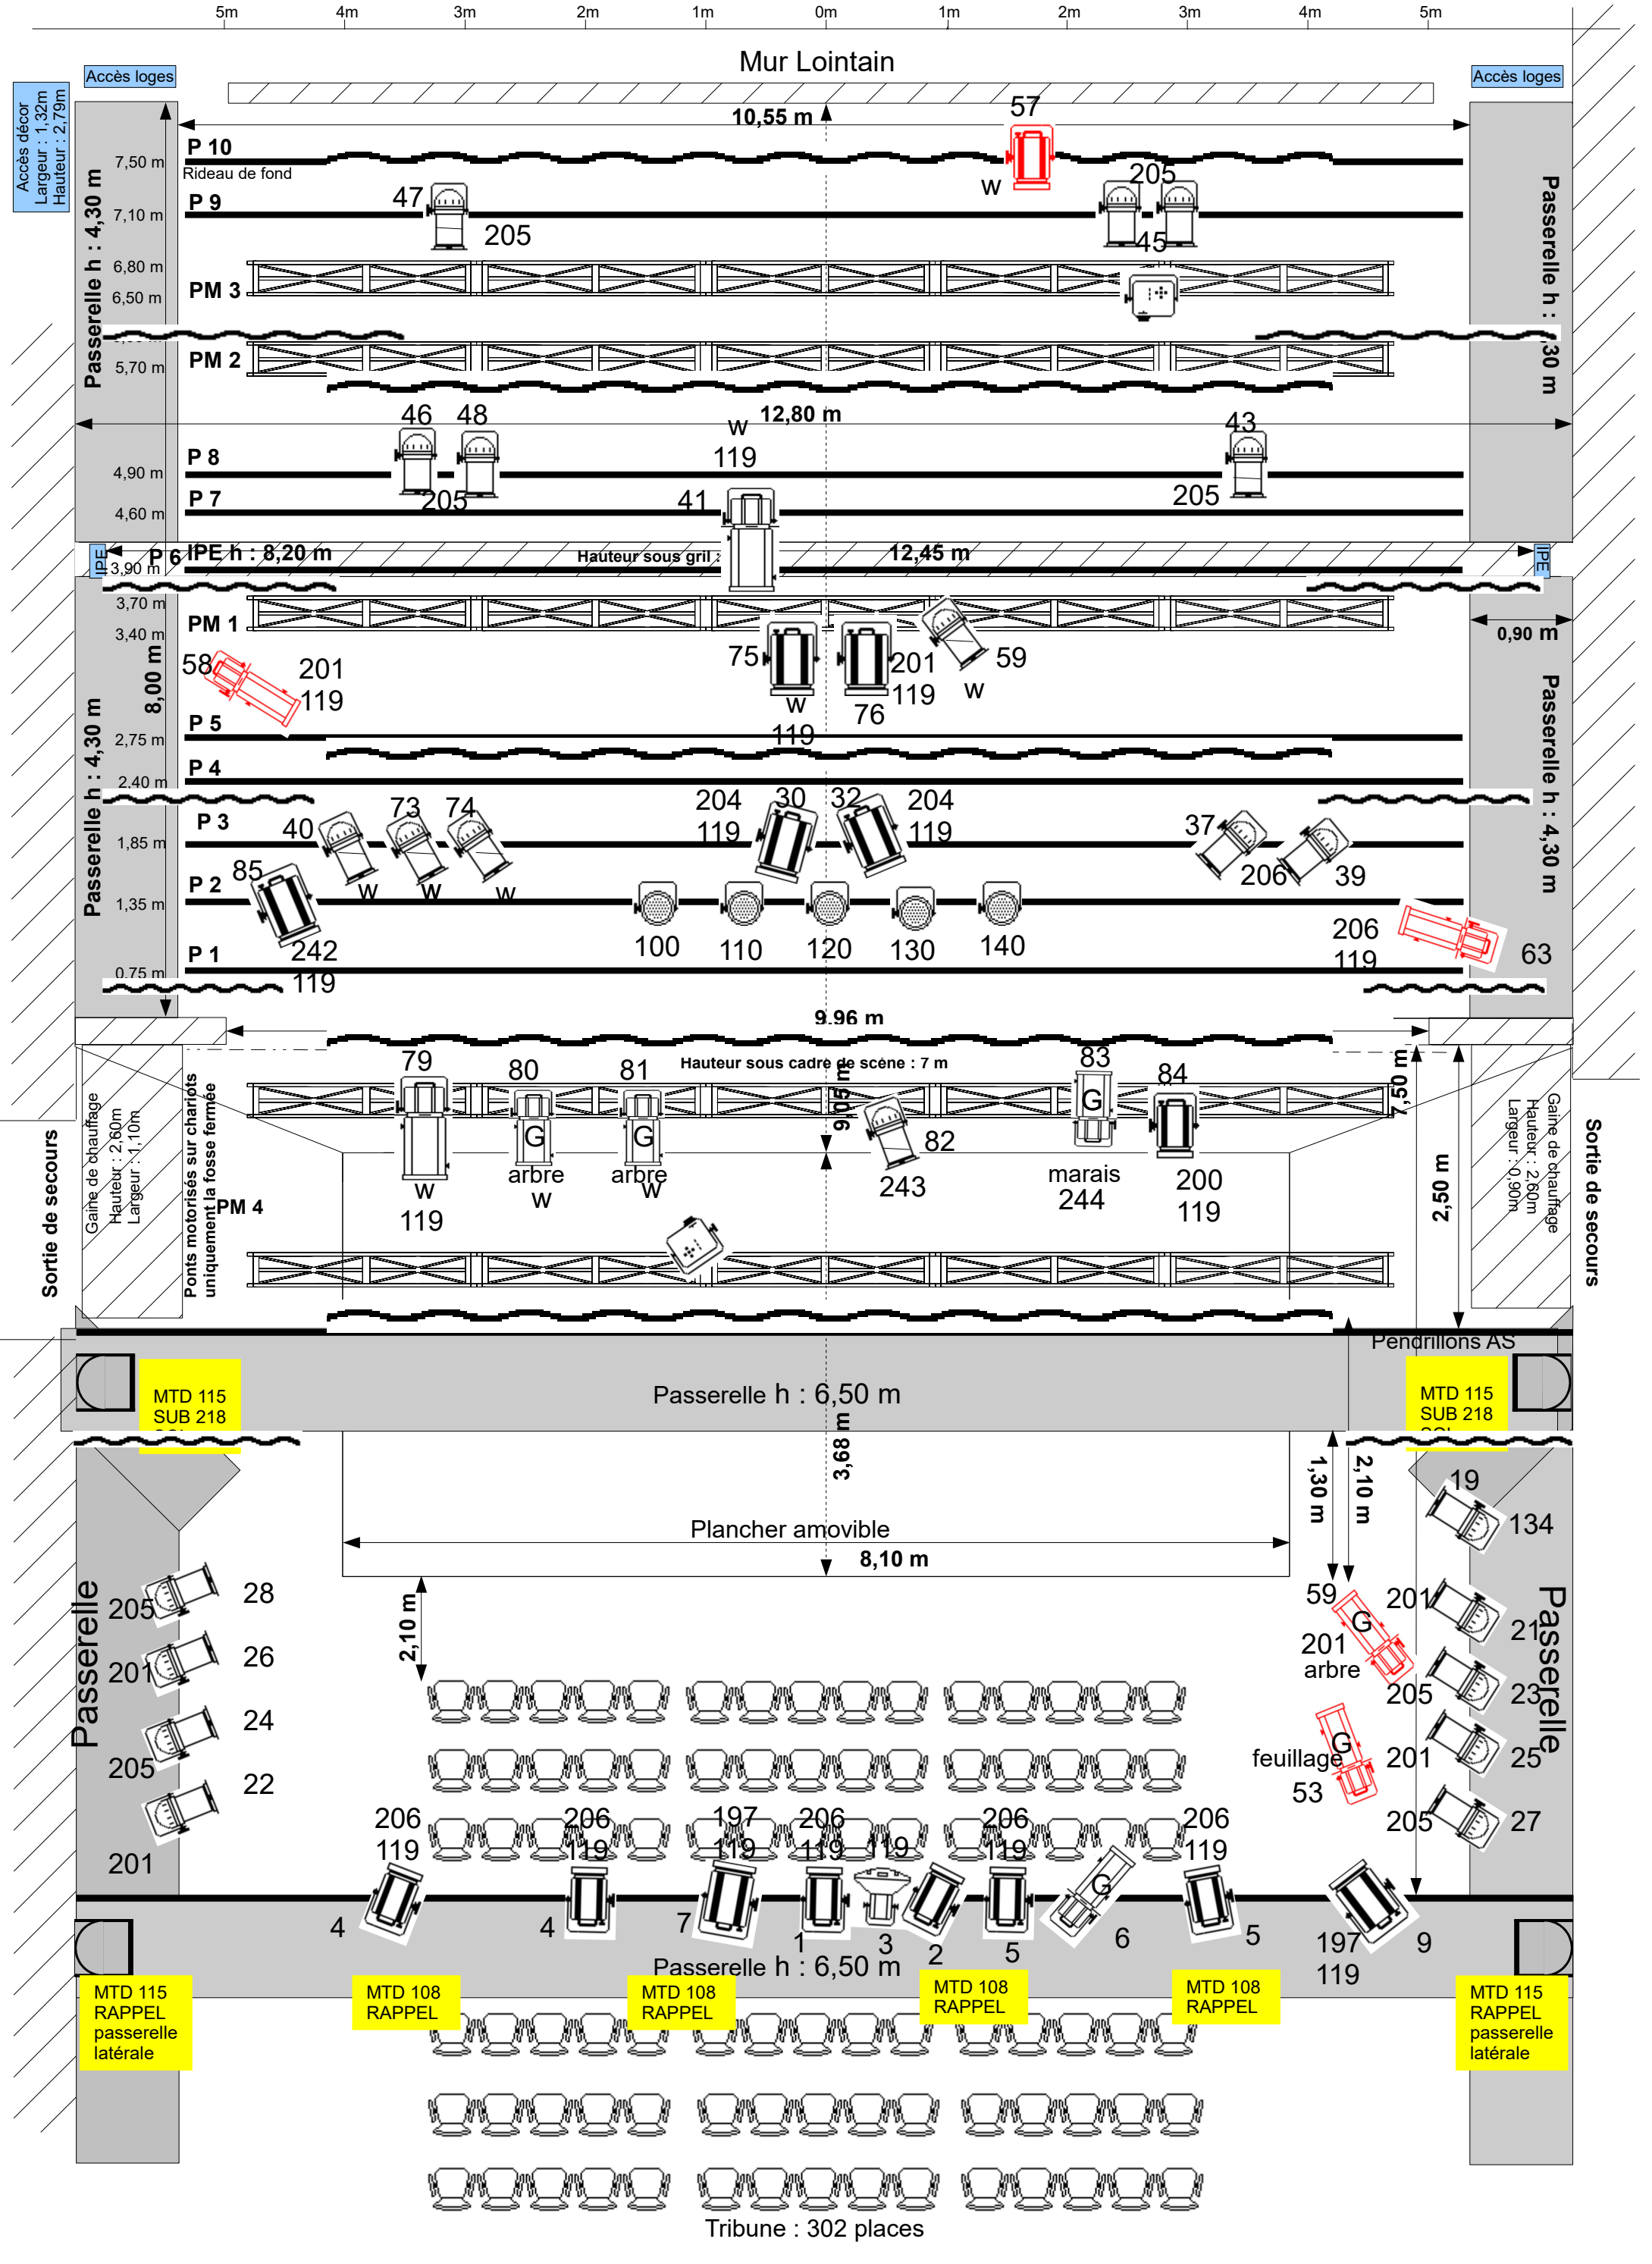 5m 4m 3m 2m 1m 0m 1m 2m 3m 4m 5m
Mur Lointain
Accès loges
Accès loges
Accès décor
Largeur : 1,32m
Hauteur : 2,79m
10,55 m
57
P 10
7,50 m
Rideau de fond
w
205
47
P 9
7,10 m
205
45
Passerelle h : 4,30 m
Passerelle h :
,30 m
6,80 m
PM 3
6,50 m
PM 2
5,70 m
12,80 m
46 48
w
43
119
P 8
4,90 m
205
205
P 7
41
4,60 m
P 6
IPE h : 8,20 m
Hauteur sous gril :
12,45 m
IPE
IPE
3,90 m
3,70 m
PM 1
3,40 m
0,90 m
8,00 m
58
201
119
75
w
119
201
119
76
59
w
P 5
2,75 m
P 4
2,40 m
Passerelle h : 4,30 m
Passerelle h : 4,30 m
P 3
1,85 m
40 73 74
w w w
204
119
30 32
204
119
37
206
39
85
P 2
1,35 m
242
119
100 110 120 130 140
206
119
63
P 1
0,75 m
9,96 m
Hauteur sous cadre de scène : 7 m
79 80 81
83 84
9,05 m
7,50 m
G G G
82
arbre
w
arbre
w
w
119
243
marais
244
200
119
PM 4
Sortie de secours
Gaine de chauffage
Hauteur : 2,60m
Largeur : 1,10m
Ponts motorisés sur chariots
uniquement la fosse fermée
2,50 m
Gaine de chauffage
Hauteur : 2,60m
Largeur : 0,90m
Sortie de secours
Pendrillons AS
MTD 115
SUB 218
Passerelle h : 6,50 m
MTD 115
SUB 218
3,68 m
1,30 m
2,10 m
19
134
Plancher amovible
8,10 m
Passerelle
Passerelle
205
28
201
26
205
24
22
201
2,10 m
59
G
201
arbre
201
21
205
23
G
feuillage
53
201
25
205
27
206
119
206
119
197
119
206
119
119
206
119
206
119
G
4 4 7 1 3 2 5 6 5
197
119
9
Passerelle h : 6,50 m
MTD 115
RAPPEL
passerelle
latérale
MTD 108
RAPPEL
MTD 108
RAPPEL
MTD 108
RAPPEL
MTD 108
RAPPEL
MTD 115
RAPPEL
passerelle
latérale
Tribune : 302 places